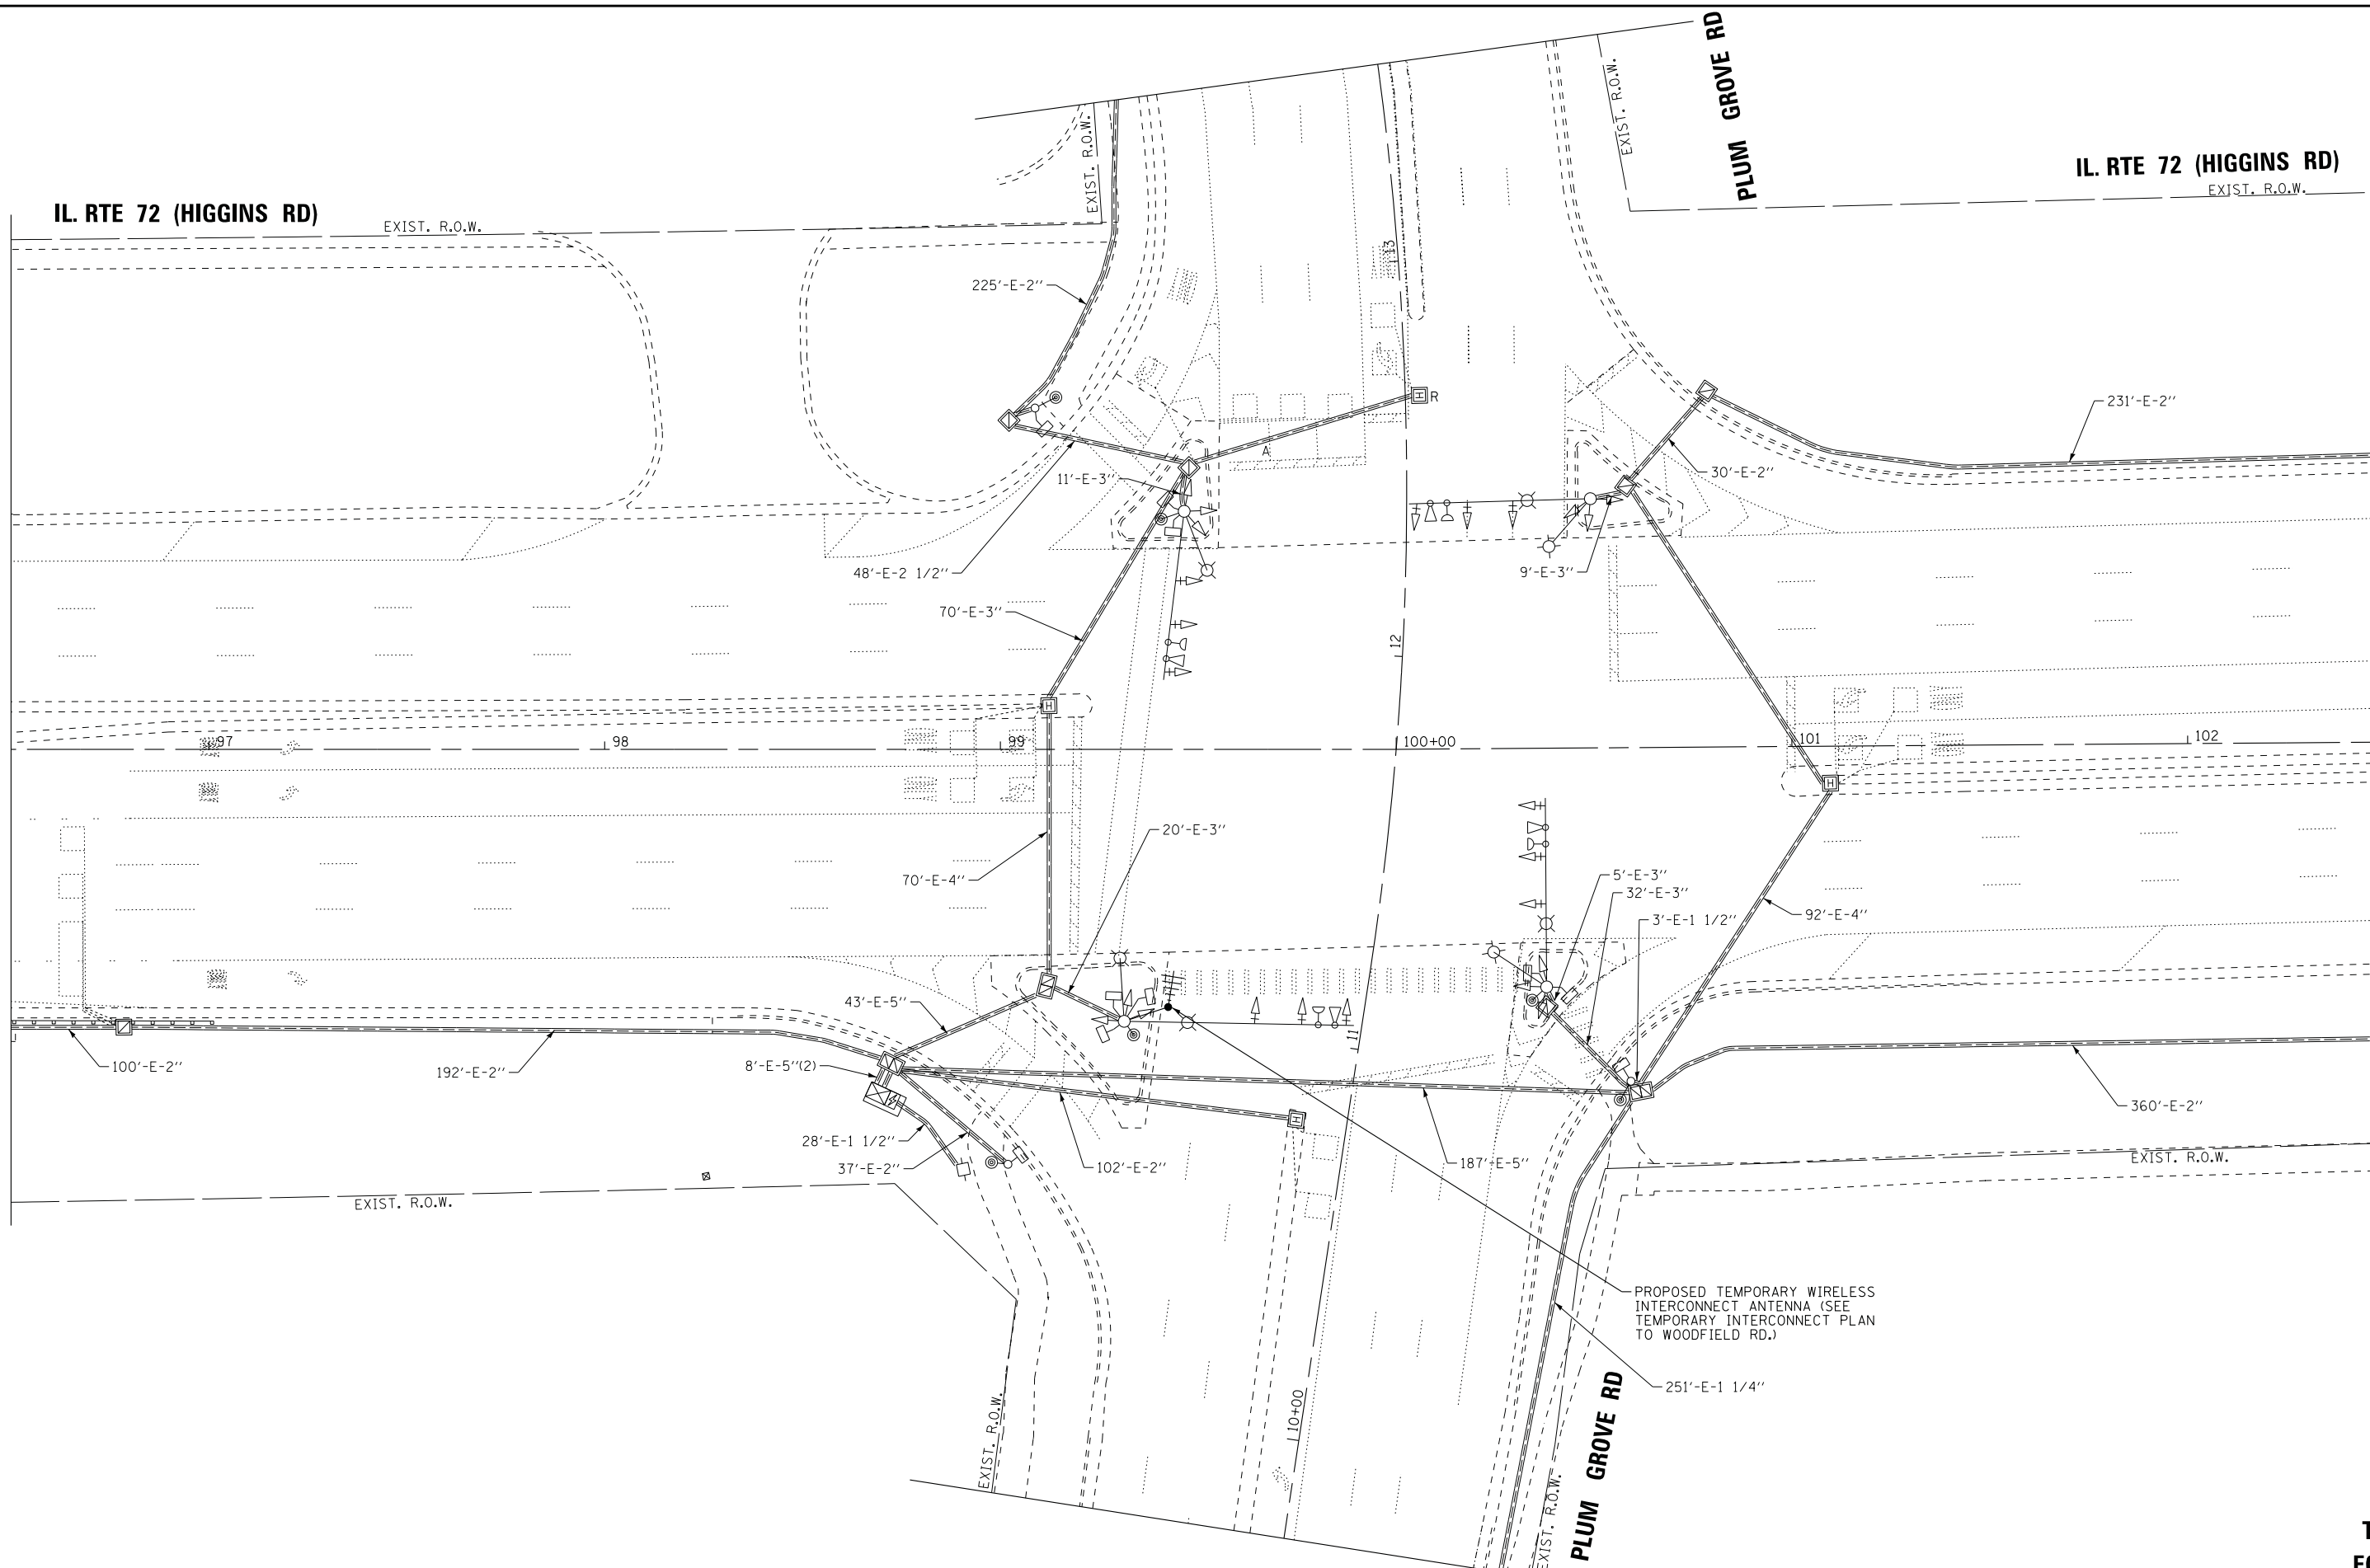 PLUM GROVE RD
EXIST. R.O.W.
EXIST. R.O.W.
IL. RTE 72 (HIGGINS RD)
EXIST. R.O.W.
IL. RTE 72 (HIGGINS RD)
EXIST. R.O.W.
13
225'-E-2''
H
R
231'-E-2''
A
11'-E-3''
30'-E-2''
48'-E-2 1/2''
9'-E-3''
70'-E-3''
12
H
97
98
99
100+00
101
102
H
20'-E-3''
70'-E-4''
5'-E-3''
32'-E-3''
3'-E-1 1/2''
92'-E-4''
43'-E-5''
11
100'-E-2''
192'-E-2''
8'-E-5''(2)
360'-E-2''
H
28'-E-1 1/2''
37'-E-2''
102'-E-2''
187'-E-5''
EXIST. R.O.W.
EXIST. R.O.W.
PROPOSED TEMPORARY WIRELESS
INTERCONNECT ANTENNA (SEE
TEMPORARY INTERCONNECT PLAN
TO WOODFIELD RD.)
251'-E-1 1/4''
10+00
EXIST. R.O.W.
EXIST. R.O.W.
PLUM GROVE RD